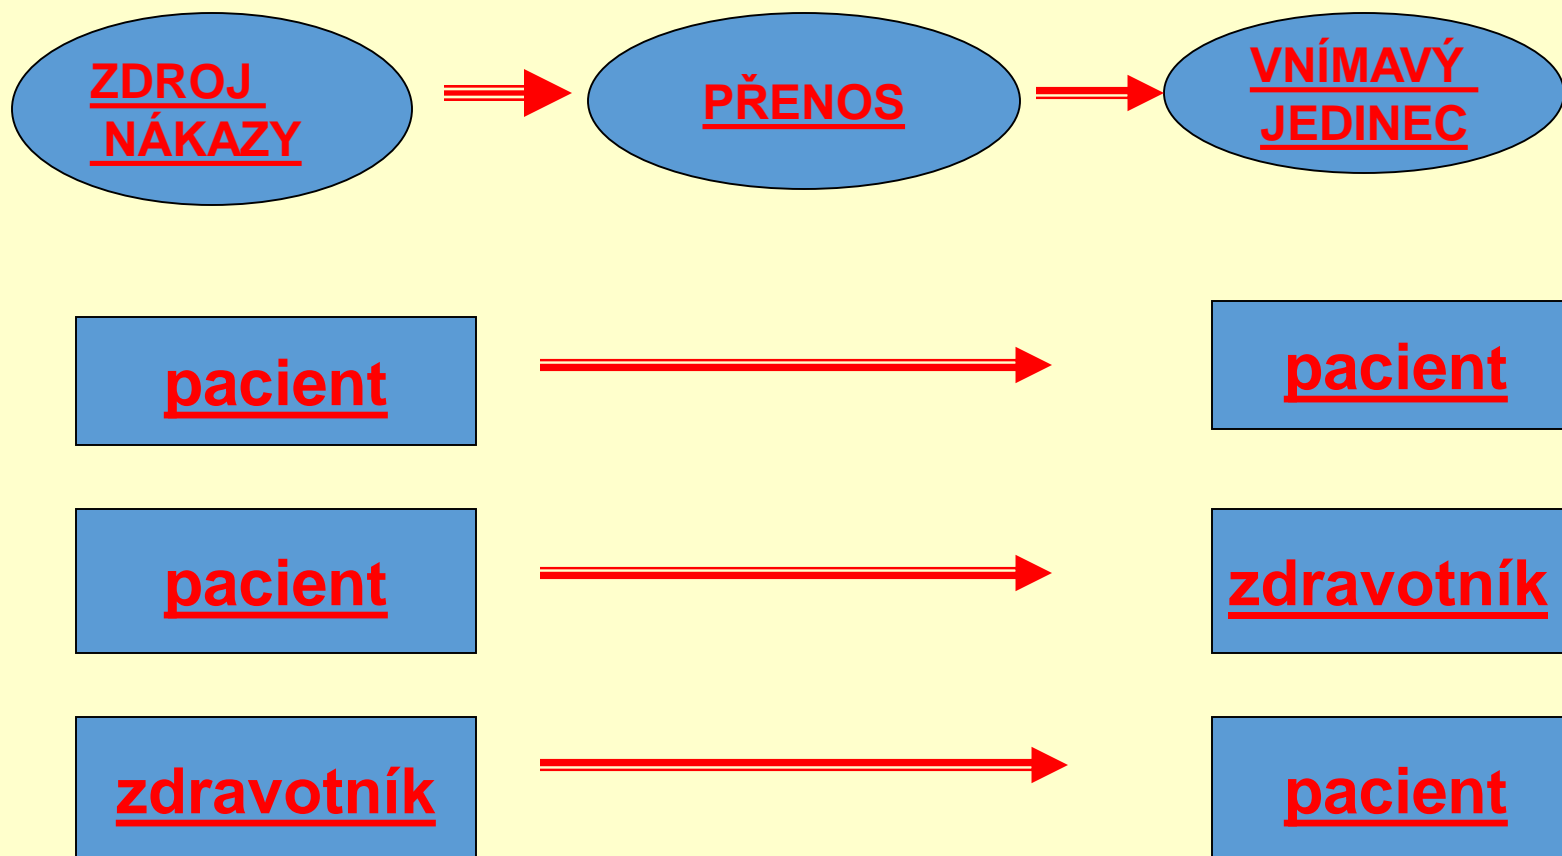 ZDROJ
NÁKAZY
PŘENOS
VNÍMAVÝ
JEDINEC
pacient
pacient
pacient
zdravotník
zdravotník
pacient